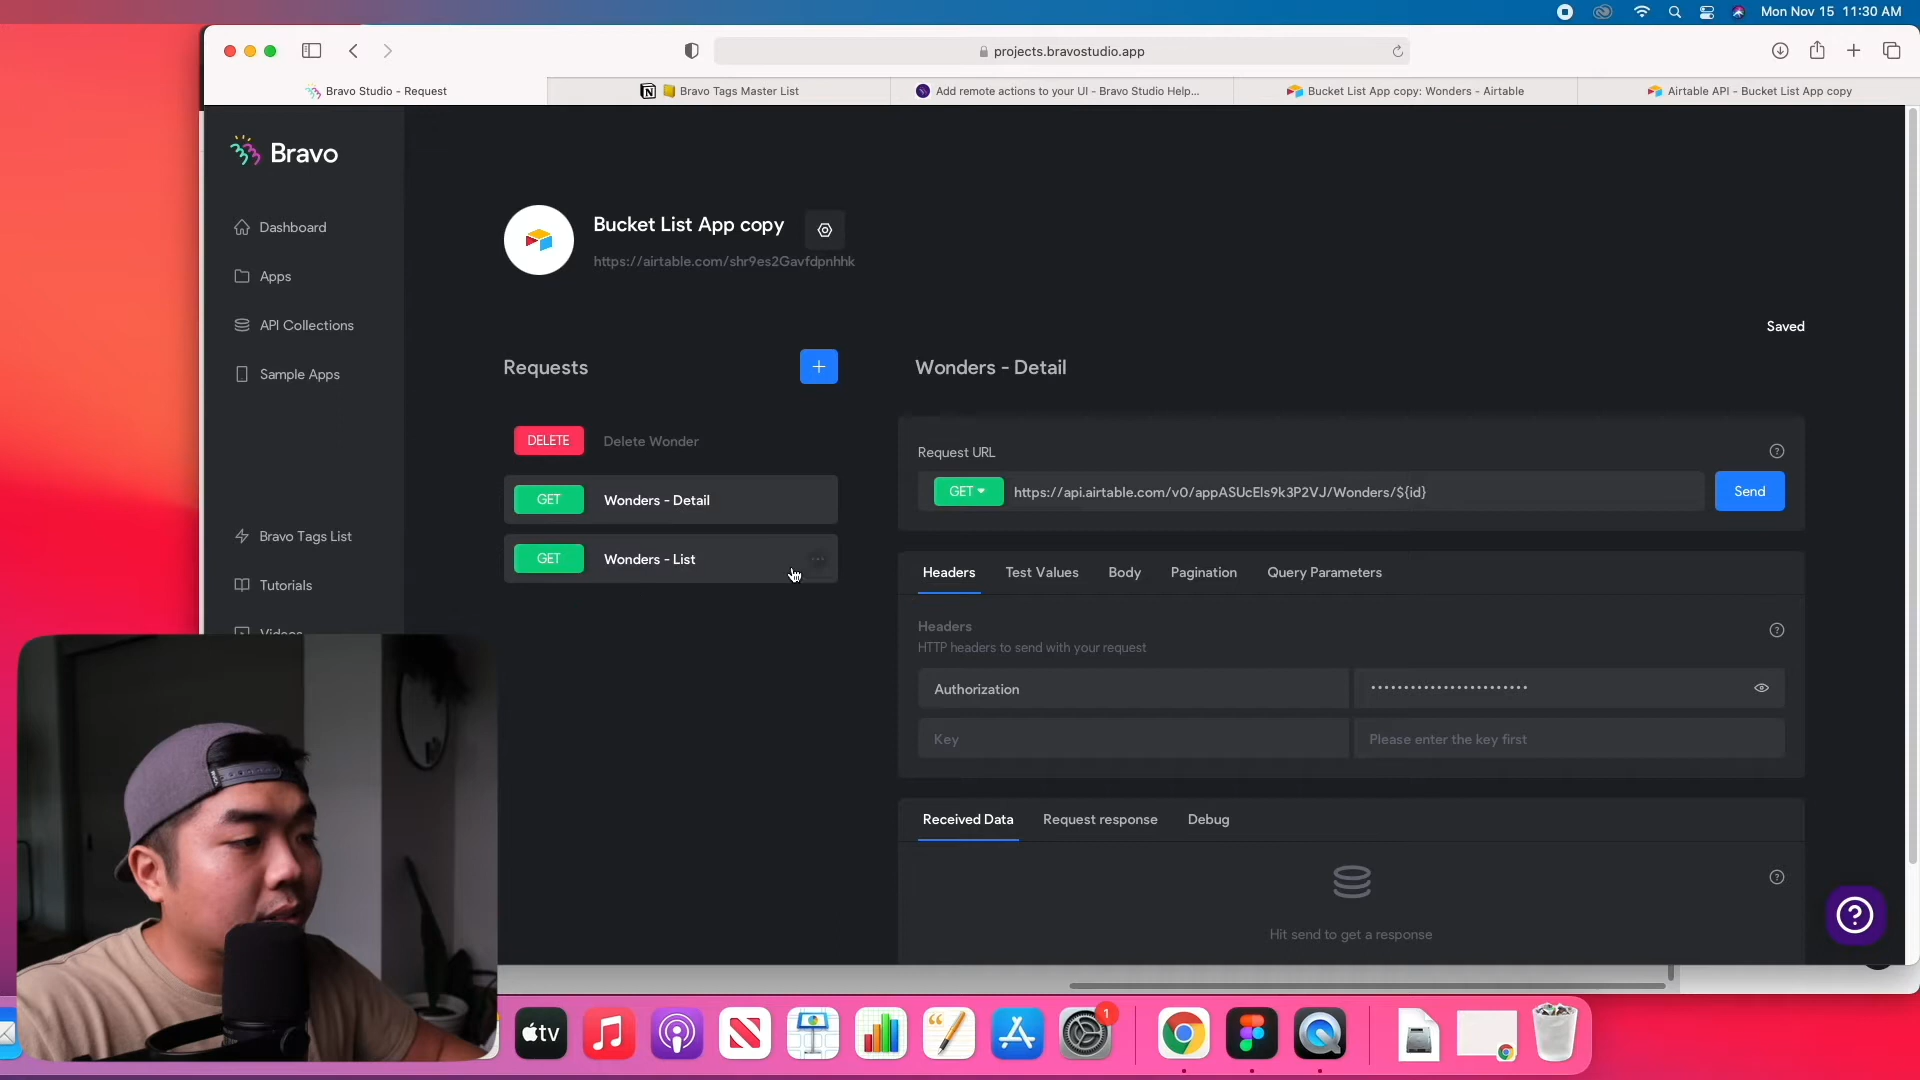 Mon Nov 15 11:30 AM
projects.bravostudio.app
Bravo Studio - Request
Bravo Tags Master List
Add remote actions to your UI - Bravo Studio Help...
Bucket List App copy: Wonders - Airtable
Airtable API - Bucket List App copy
Bravo
Dashboard
Apps
API Collections
Sample Apps
Bravo Tags List
Tutorials
Videos
Bucket List App copy
https://airtable.com/shr9es2Gavfdpnhhk
Saved
Requests
+
DELETE Delete Wonder
GET Wonders - Detail
GET Wonders - List
Wonders - Detail
Request URL
GET https://api.airtable.com/v0/appASUcEls9k3P2VJ/Wonders/${id} Send
Headers Test Values Body Pagination Query Parameters
Headers
HTTP headers to send with your request
Authorization
Key Please enter the key first
Received Data Request response Debug
Hit send to get a response
tv
1